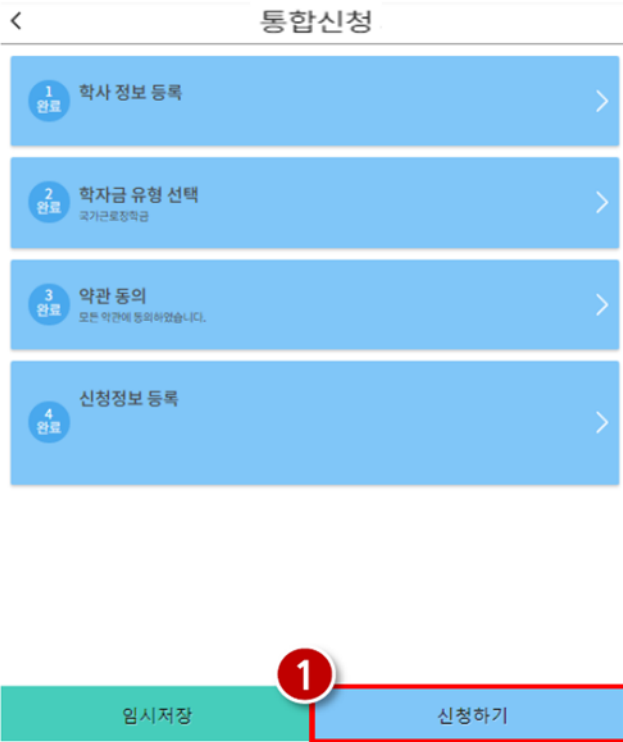 통합신청
1
완료
학사 정보 등록
2
완료
학자금 유형 선택
국가근로장학금
3
완료
약관 동의
모든 약관에 동의하였습니다.
4
완료
신청정보 등록
1
임시저장
신청하기